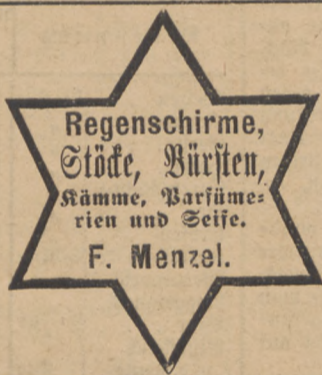 Regenschirme,
Stöcke, Bürsten,
Kämme, Parfüme-
rien und Seife.
F. Menzel.